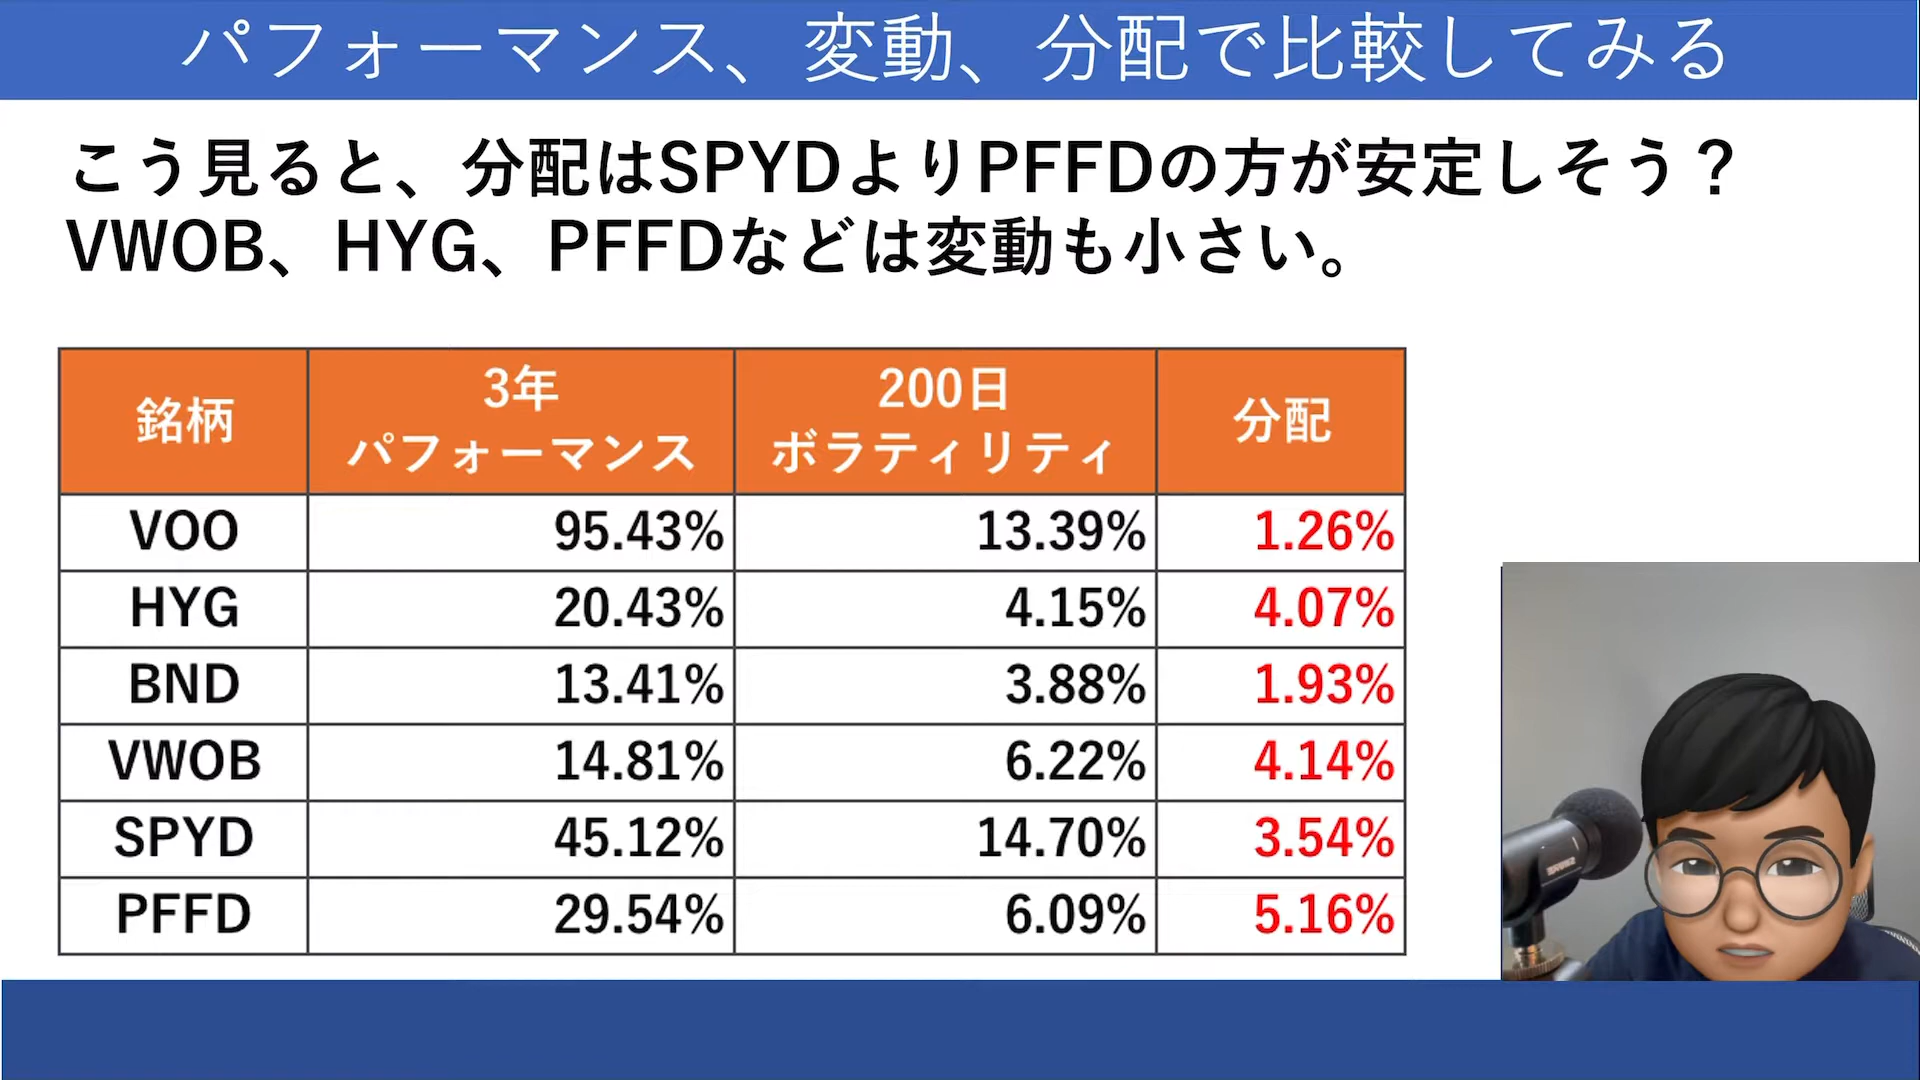 パフォーマンス、変動、分配で比較してみる
こう見ると、分配はSPYDよりPFFDの方が安定しそう？
VWOB、HYG、PFFDなどは変動も小さい。
銘柄 3年パフォーマンス 200日ボラティリティ 分配
VOO 95.43% 13.39% 1.26%
HYG 20.43% 4.15% 4.07%
BND 13.41% 3.88% 1.93%
VWOB 14.81% 6.22% 4.14%
SPYD 45.12% 14.70% 3.54%
PFFD 29.54% 6.09% 5.16%